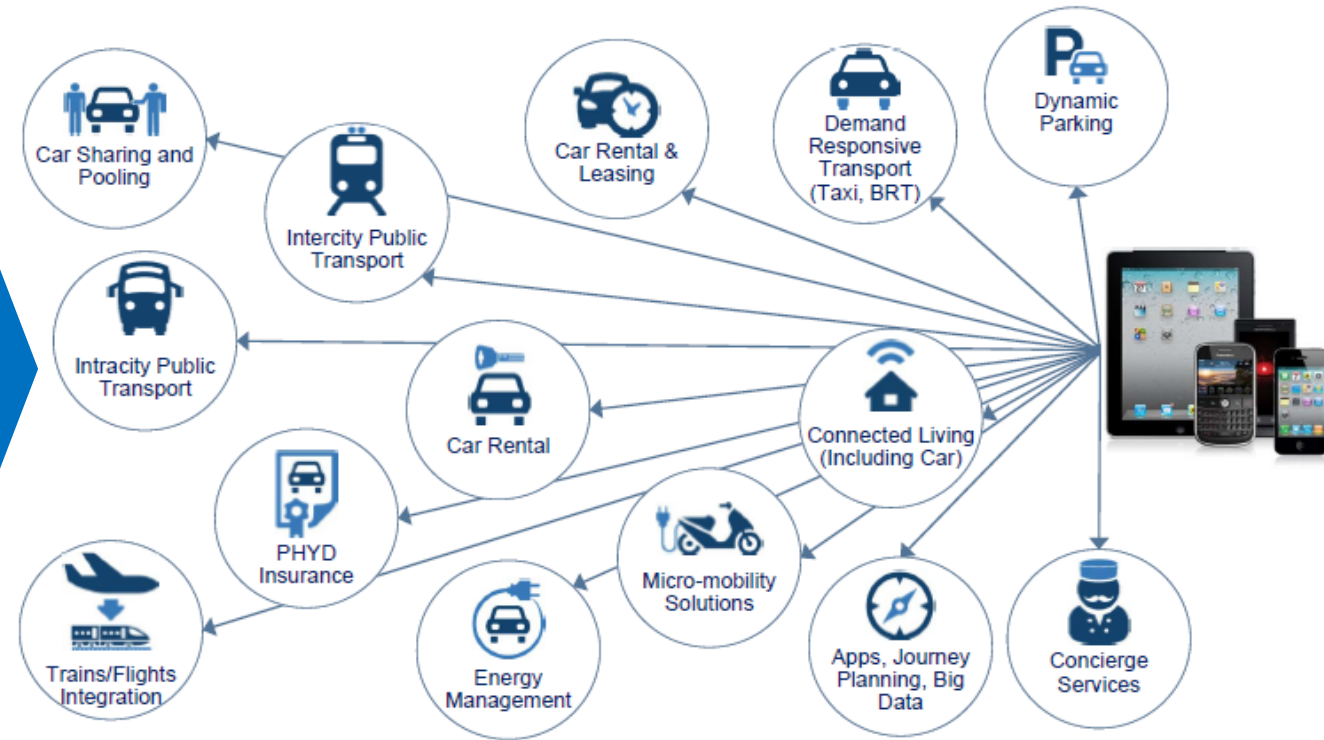 P
Dynamic
Parking
Demand
Responsive
Transport
(Taxi, BRT)
Car Rental &
Leasing
Car Sharing and
Pooling
Intercity Public
Transport
Intracity Public
Transport
Car Rental
Connected Living
(Including Car)
PHYD
Insurance
Micro-mobility
Solutions
Trains/Flights
Integration
Energy
Management
Apps, Journey
Planning, Big
Data
Concierge
Services